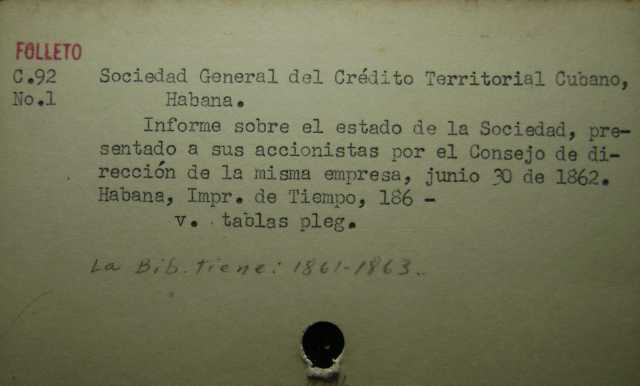 FOLLETO
C.92 Sociedad General del Crédito Territorial Cubano,
No.1 Habana.
Informe sobre el estado de la Sociedad, pre-
sentado a sus accionistas por el Consejo de di-
rección de la misma empresa, junio 30 de 1862.
Habana, Impr. de Tiempo, 186 -
v. tablas pleg.
La Bib. tiene: 1861-1863.